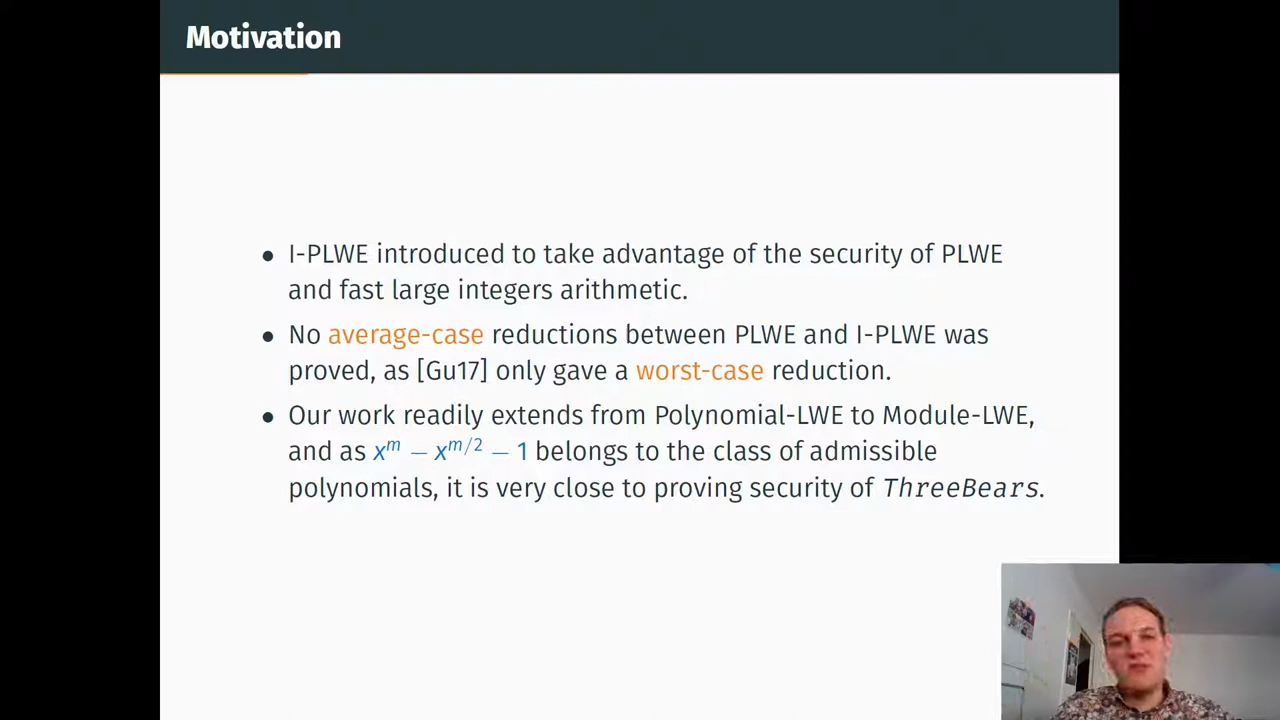 Motivation
• I-PLWE introduced to take advantage of the security of PLWE
and fast large integers arithmetic.
• No average-case reductions between PLWE and I-PLWE was
proved, as [Gu17] only gave a worst-case reduction.
• Our work readily extends from Polynomial-LWE to Module-LWE,
and as x^m − x^{m/2} − 1 belongs to the class of admissible
polynomials, it is very close to proving security of ThreeBears.